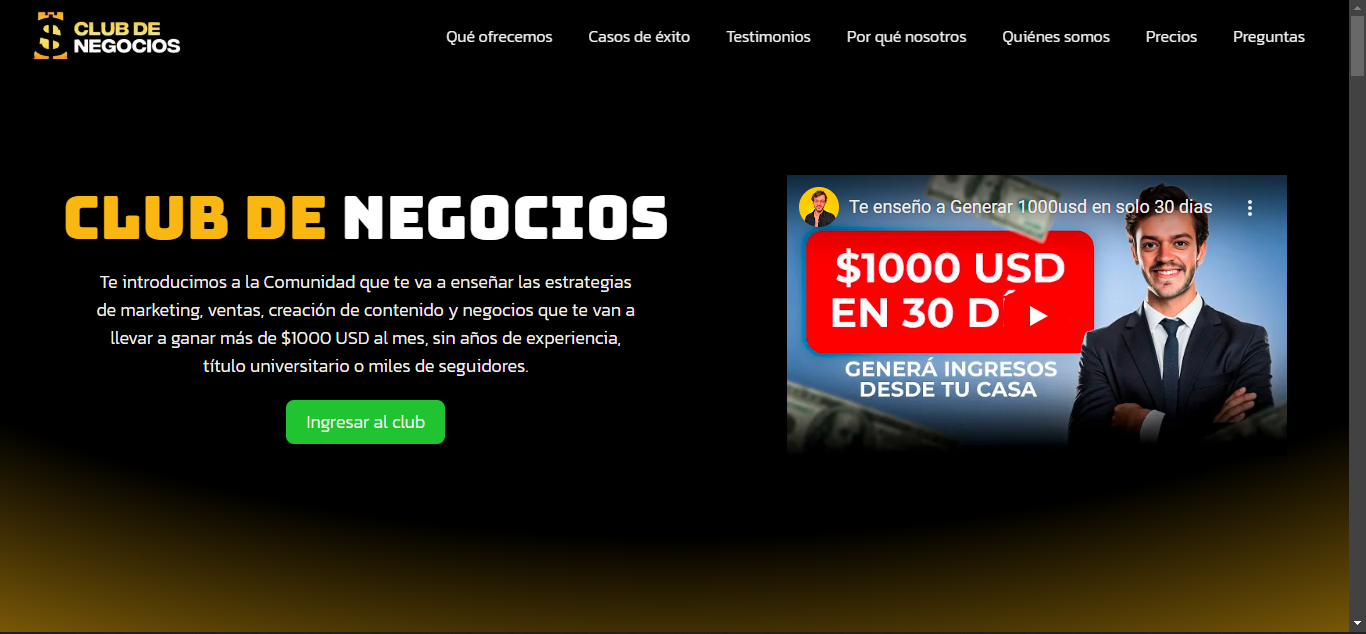 CLUB DE
NEGOCIOS
Qué ofrecemos
Casos de éxito
Testimonios
Por qué nosotros
Quiénes somos
Precios
Preguntas
CLUB DE NEGOCIOS
Te introducimos a la Comunidad que te va a enseñar las estrategias
de marketing, ventas, creación de contenido y negocios que te van a
llevar a ganar más de $1000 USD al mes, sin años de experiencia,
título universitario o miles de seguidores.
Ingresar al club
Te enseño a Generar 1000usd en solo 30 dias
$1000 USD
EN 30 DÍ
GENERÁ INGRESOS
DESDE TU CASA